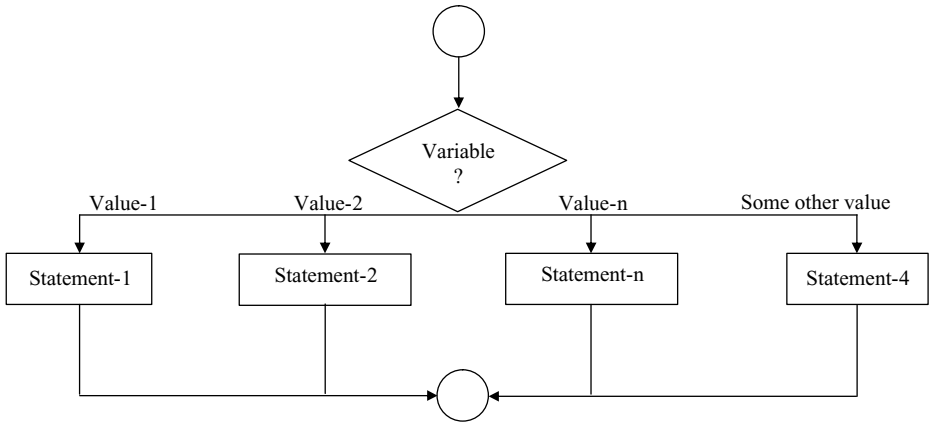 Variable
?
Value-1
Value-2
Value-n
Some other value
Statement-1
Statement-2
Statement-n
Statement-4